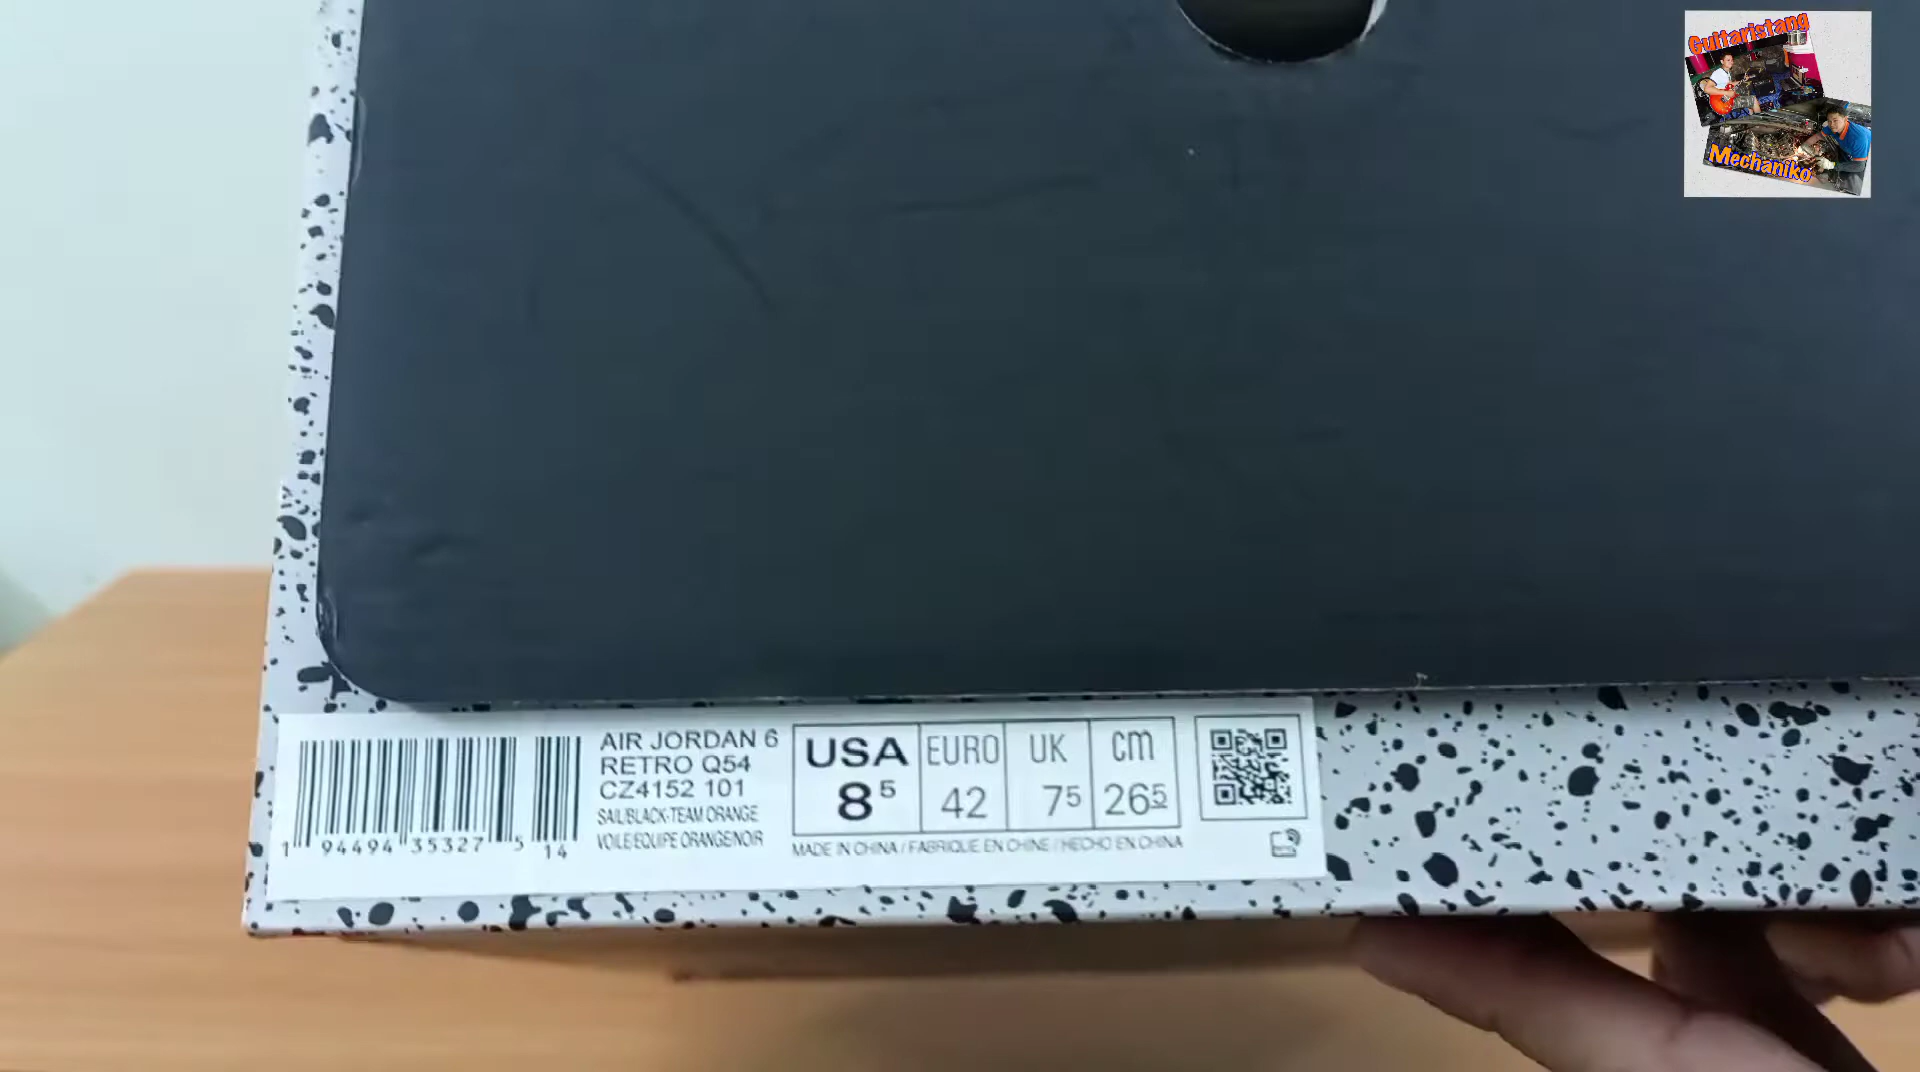 Guitaristang
Mechaniko
AIR JORDAN 6
RETRO Q54
CZ4152 101
SAIL/BLACK-TEAM ORANGE
VOILE/EQUIPE ORANGE/NOIR
USA EURO UK cm
8⁵ 42 7⁵ 26⁵
MADE IN CHINA / FABRIQUE EN CHINE / HECHO EN CHINA
1 94494 35327 5 14